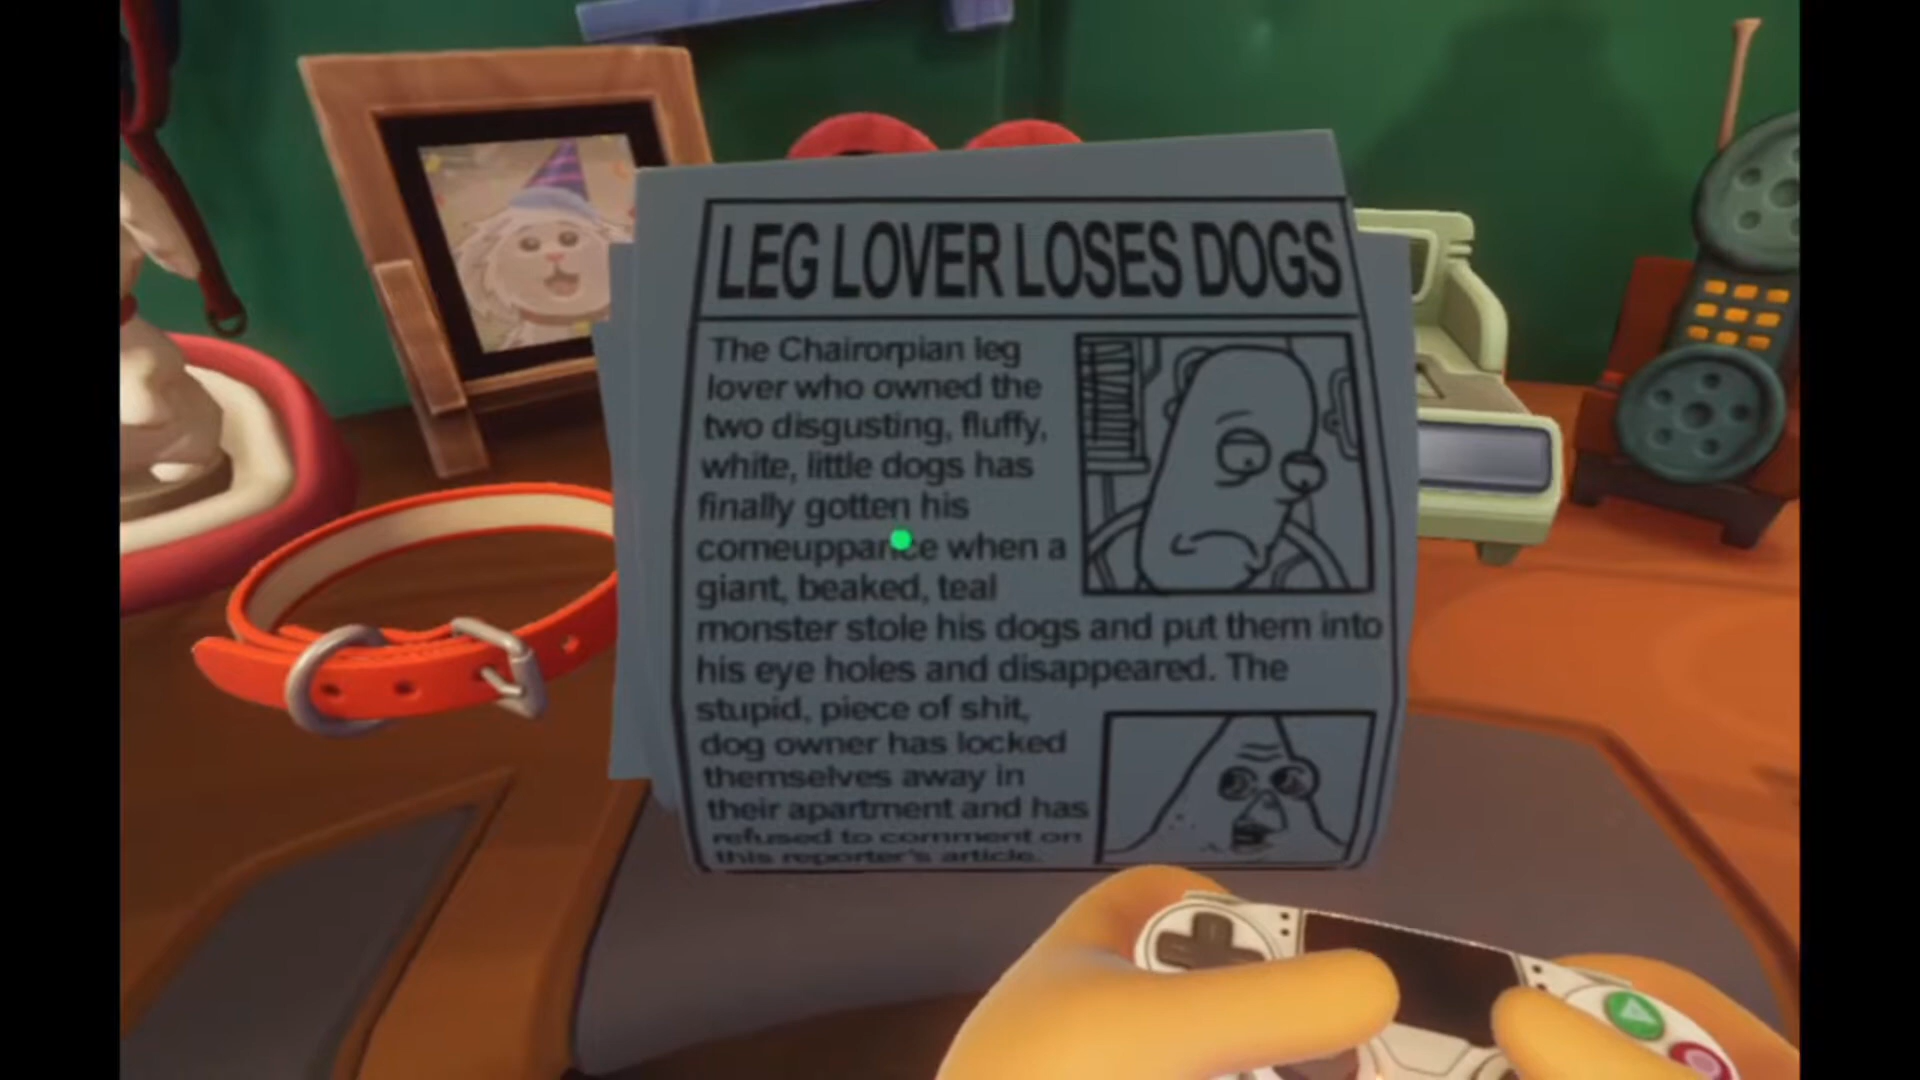 LEG LOVER LOSES DOGS
The Chairorpian leg
lover who owned the
two disgusting, fluffy,
white, little dogs has
finally gotten his
comeuppance when a
giant, beaked, teal
monster stole his dogs and put them into
his eye holes and disappeared. The
stupid, piece of shit,
dog owner has locked
themselves away in
their apartment and has
refused to comment on
this reporter's article.